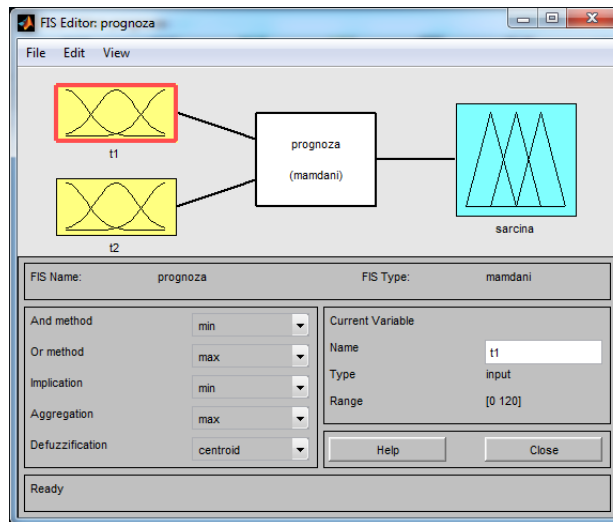 FIS Editor: prognoza
File Edit View
t1
t2
prognoza
(mamdani)
sarcina
FIS Name: prognoza FIS Type: mamdani
And method min
Or method max
Implication min
Aggregation max
Defuzzification centroid
Current Variable
Name t1
Type input
Range [0 120]
Help Close
Ready